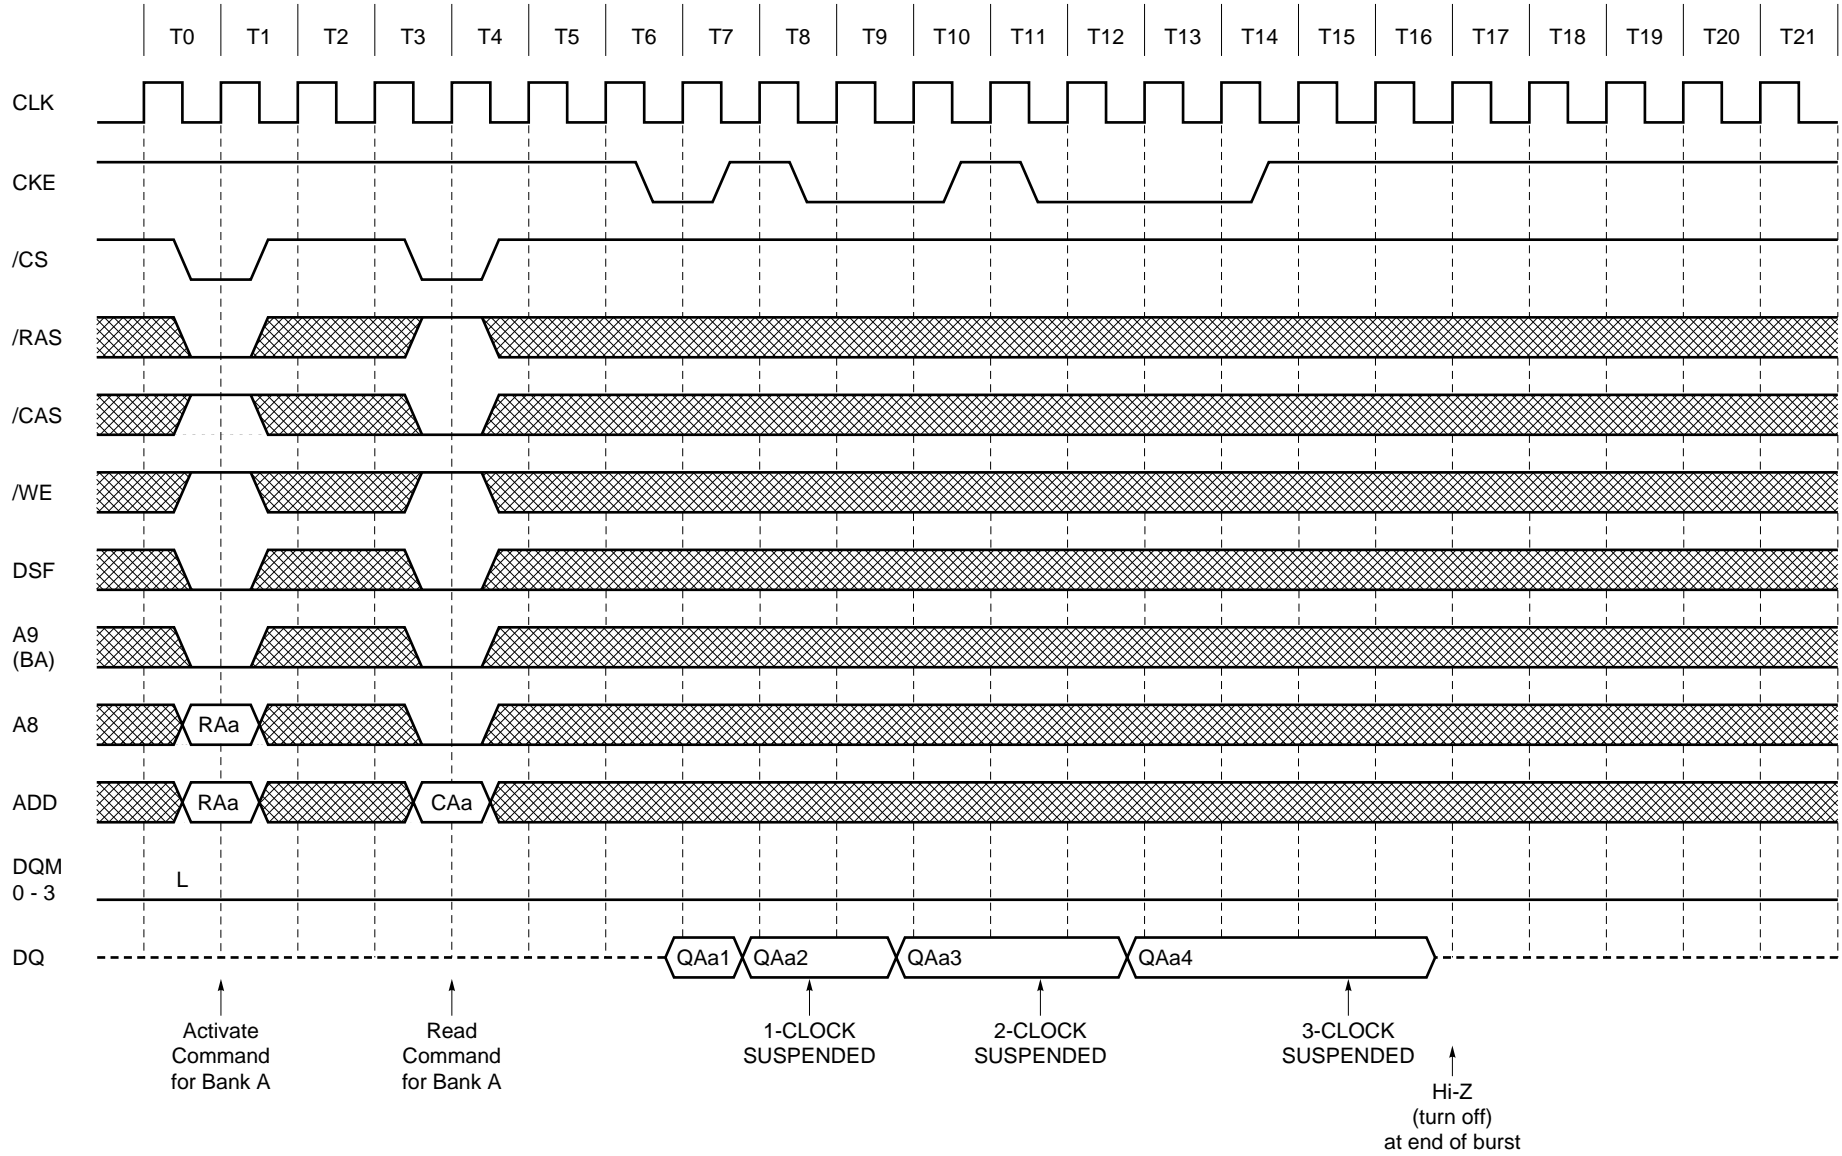 T0 T1 T2 T3 T4 T5 T6 T7 T8 T9 T10 T11 T12 T13 T14 T15 T16 T17 T18 T19 T20 T21
CLK
CKE
/CS
/RAS
/CAS
/WE
DSF
A9
(BA)
A8 RAa
ADD RAa CAa
DQM
0 - 3 L
DQ QAa1 QAa2 QAa3 QAa4
Activate
Command
for Bank A
Read
Command
for Bank A
1-CLOCK
SUSPENDED
2-CLOCK
SUSPENDED
3-CLOCK
SUSPENDED
Hi-Z
(turn off)
at end of burst